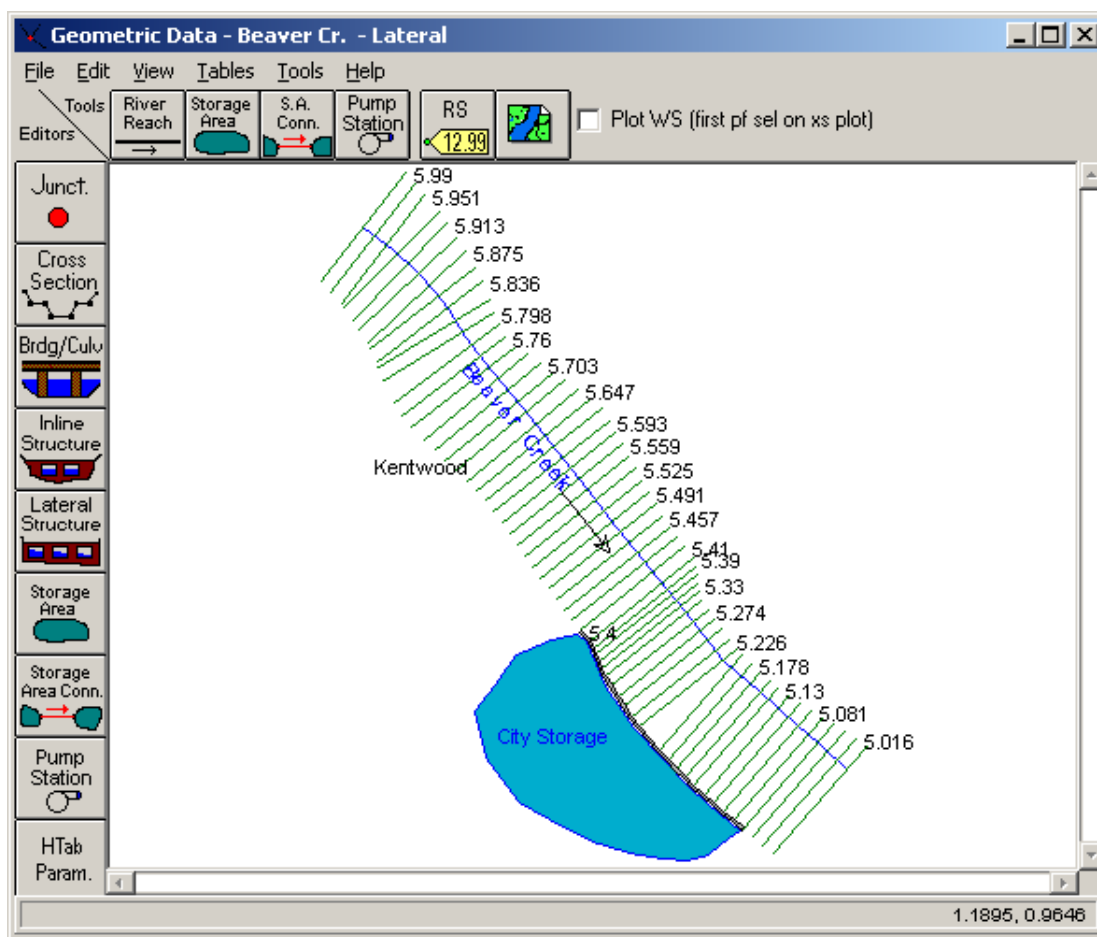 Geometric Data - Beaver Cr. - Lateral
File Edit View Tables Tools Help
Tools
Editors
River
Reach
Storage
Area
S.A.
Conn.
Pump
Station
RS
12.99
Plot WS (first pf sel on xs plot)
Junct.
Cross
Section
Brdg/Culv
Inline
Structure
Lateral
Structure
Storage
Area
Storage
Area Conn.
Pump
Station
HTab
Param.
5.99
5.951
5.913
5.875
5.836
5.798
5.76
5.703
5.647
5.593
5.559
5.525
5.491
5.457
5.41
5.39
5.33
5.274
5.226
5.178
5.13
5.081
5.016
Beaver Creek
Kentwood
5.4
City Storage
1.1895, 0.9646